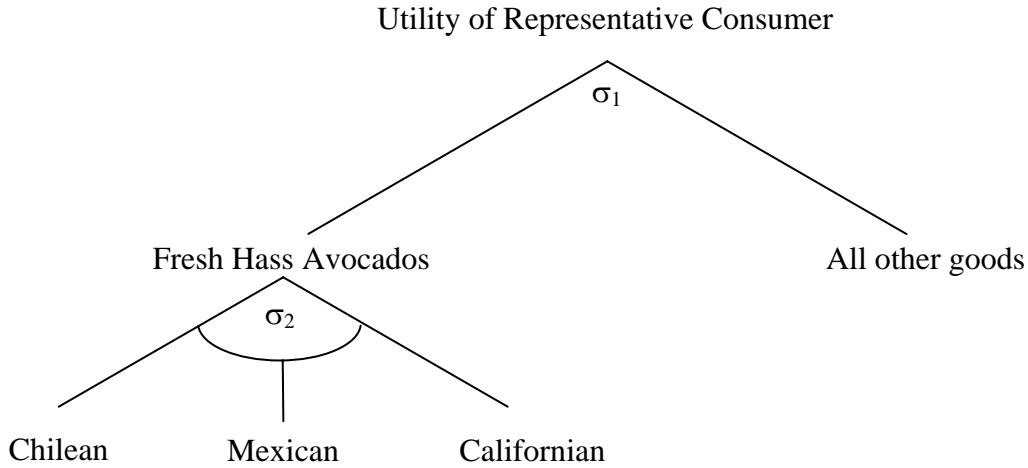 Utility of Representative Consumer
σ₁
Fresh Hass Avocados
All other goods
σ₂
Chilean
Mexican
Californian